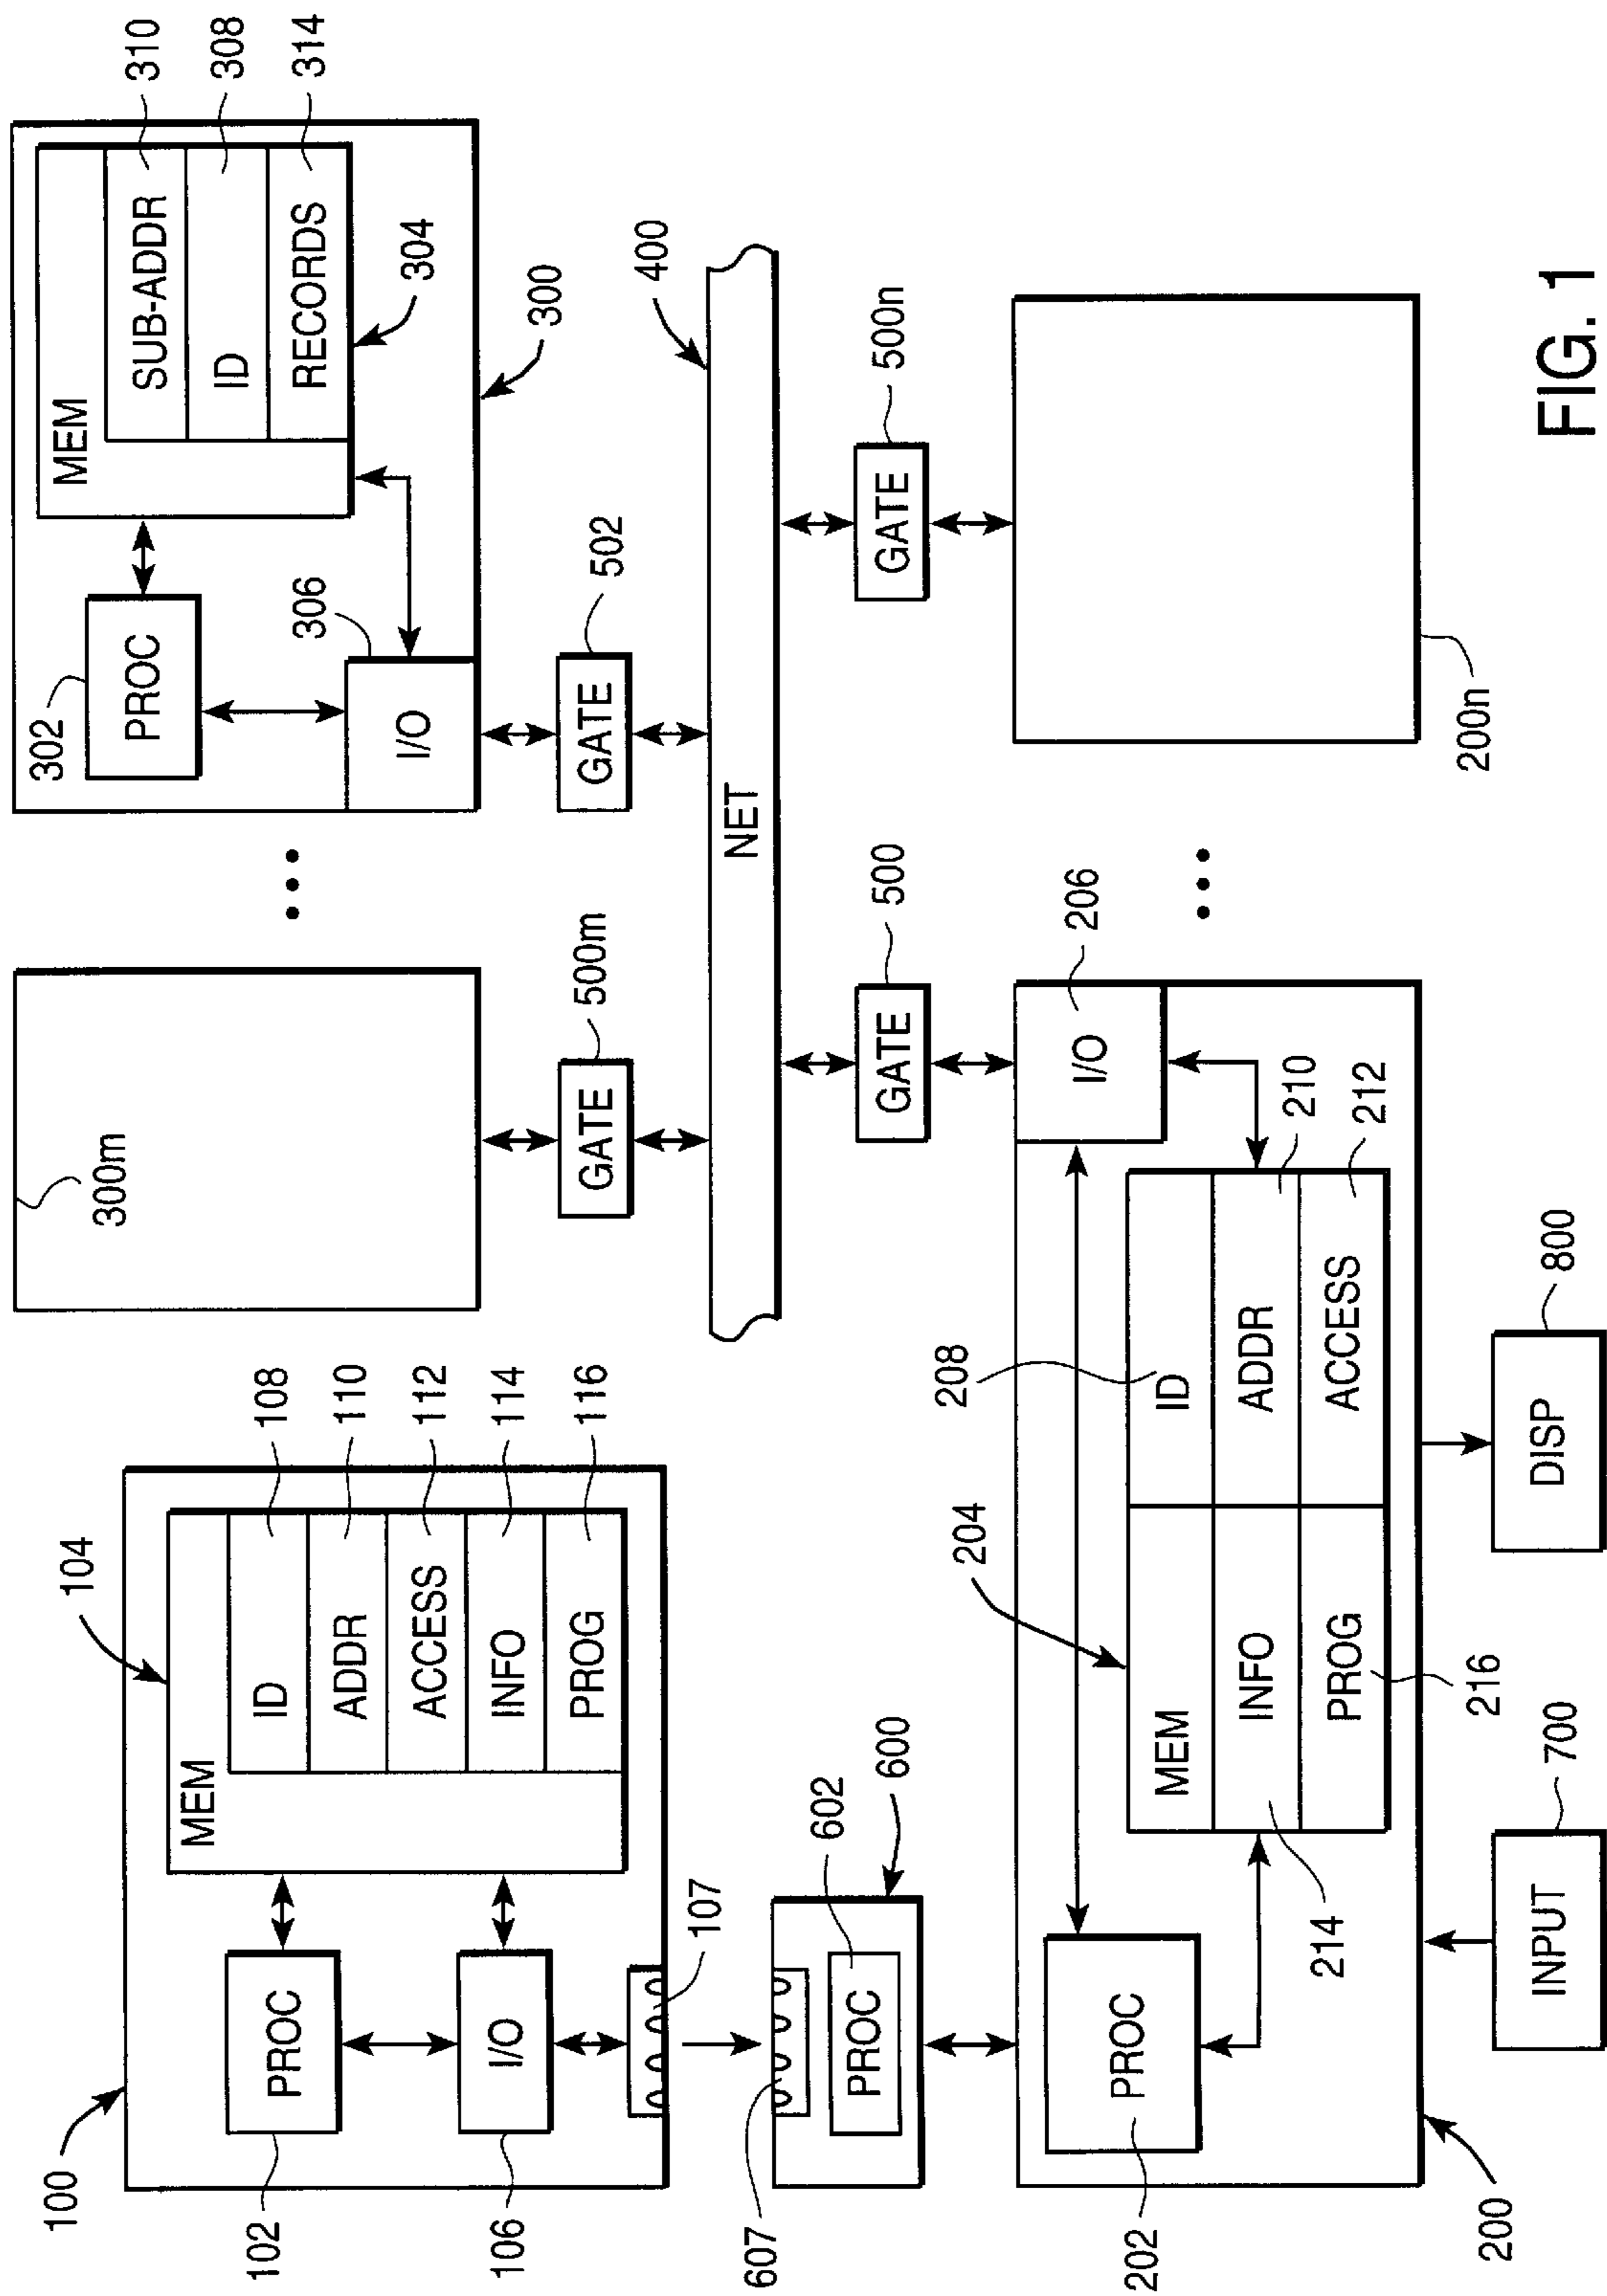 100
102
PROC
106
I/O
104
MEM
ID
108
ADDR
110
ACCESS
112
INFO
114
PROG
116
107
607
PROC
602
600
300m
GATE
500m
302
PROC
306
I/O
MEM
SUB-ADDR
310
ID
308
RECORDS
314
304
300
GATE
502
NET
400
GATE
500
GATE
500n
200n
202
PROC
204
MEM
208
ID
INFO
214
ADDR
210
PROG
216
ACCESS
212
I/O
206
200
INPUT
700
DISP
800
FIG. 1